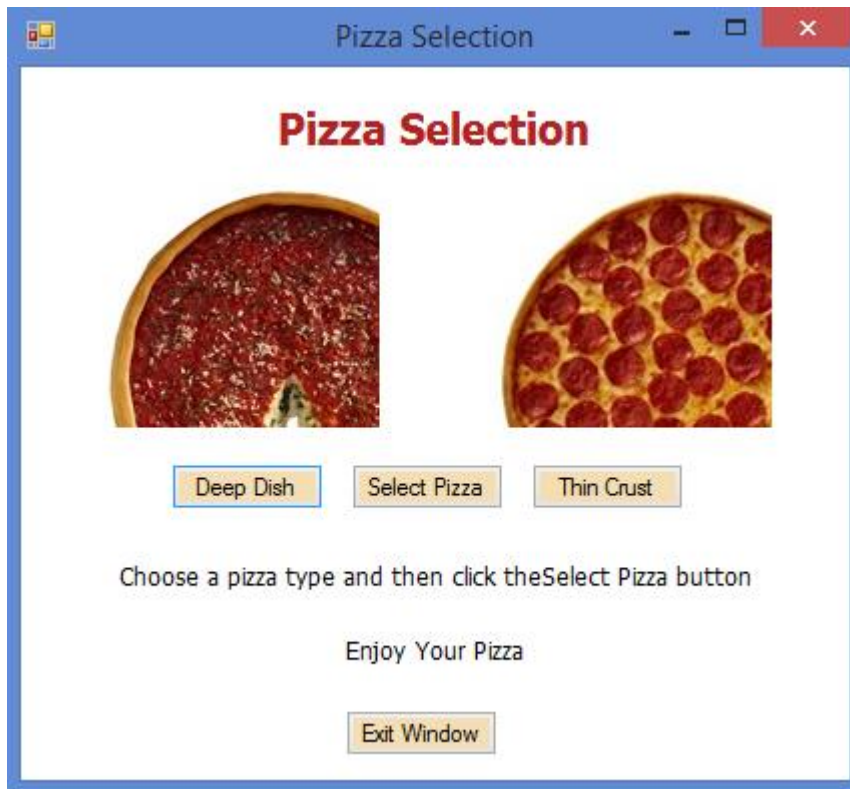 Pizza Selection
Pizza Selection
Deep Dish Select Pizza Thin Crust
Choose a pizza type and then click theSelect Pizza button
Enjoy Your Pizza
Exit Window